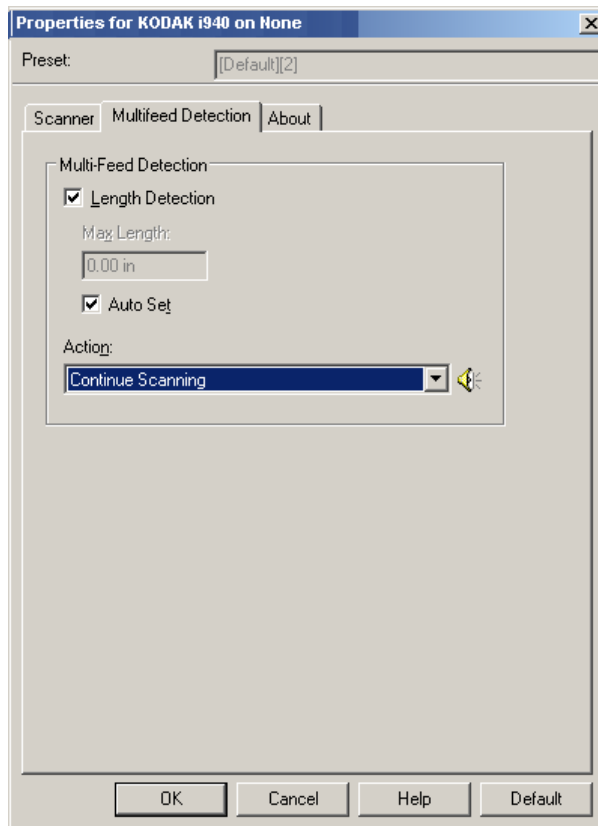 Properties for KODAK i940 on None
Preset: [Default][2]
Scanner Multifeed Detection About
Multi-Feed Detection
Length Detection
Max Length:
0.00 in
Auto Set
Action:
Continue Scanning
OK Cancel Help Default